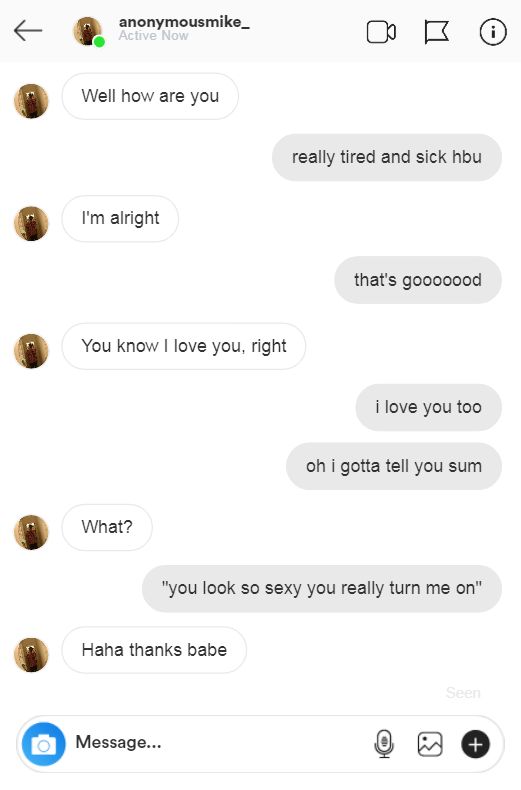 anonymousmike_
Active Now
Well how are you
really tired and sick hbu
I'm alright
that's gooooood
You know I love you, right
i love you too
oh i gotta tell you sum
What?
"you look so sexy you really turn me on"
Haha thanks babe
Seen
Message...